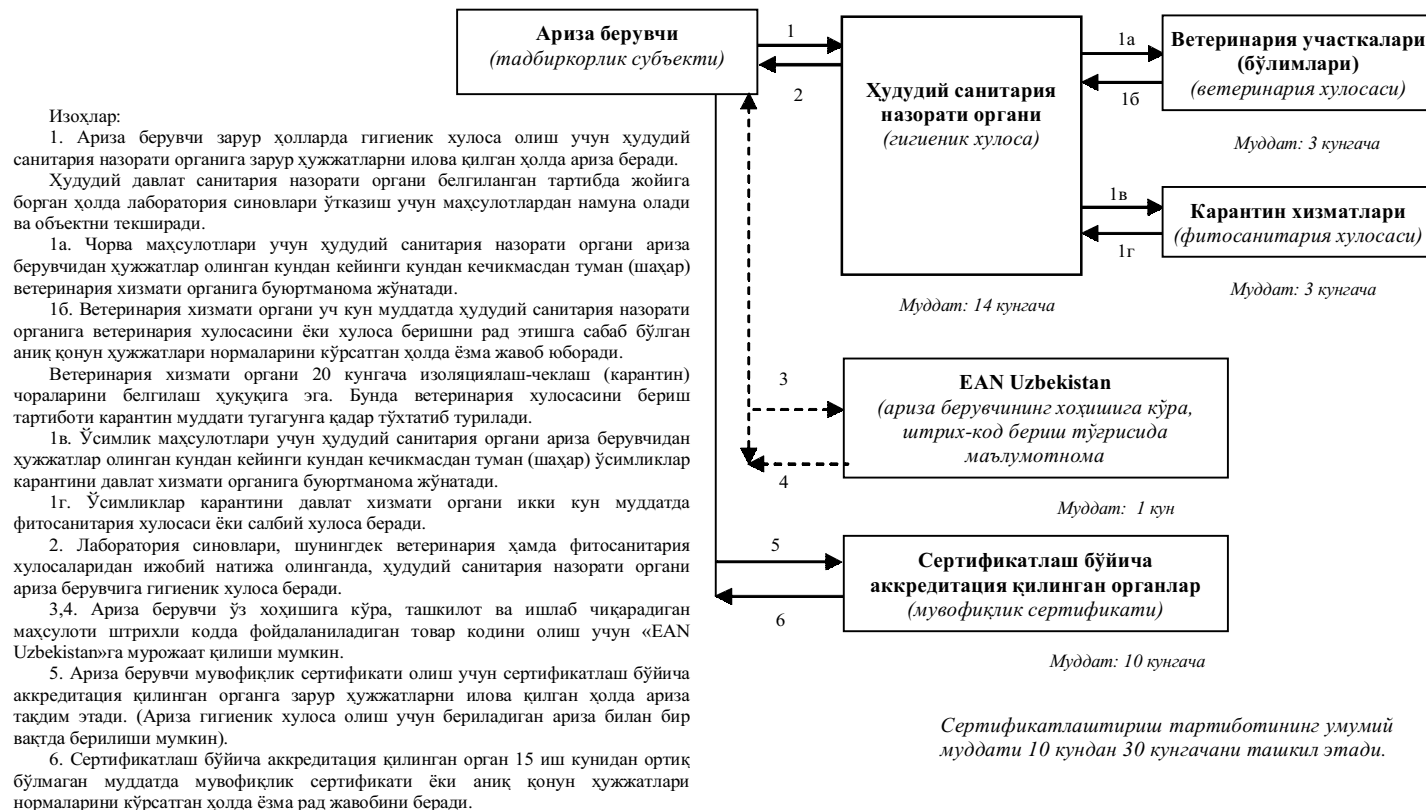 Ариза берувчи
(тадбиркорлик субъекти)
1
2
Ҳудудий санитария
назорати органи
(гигиеник хулоса)
Муддат: 14 кунгача
1а
1б
Ветеринария участкалари
(бўлимлари)
(ветеринария хулосаси)
Муддат: 3 кунгача
1в
1г
Карантин хизматлари
(фитосанитария хулосаси)
Муддат: 3 кунгача
3
4
EAN Uzbekistan
(ариза берувчининг хоҳишига кўра,
штрих-код бериш тўғрисида
маълумотнома
Муддат: 1 кун
5
6
Сертификатлаш бўйича
аккредитация қилинган органлар
(мувофиқлик сертификати)
Муддат: 10 кунгача
Сертификатлаштириш тартиботининг умумий
муддати 10 кундан 30 кунгачани ташкил этади.
Изоҳлар:
1. Ариза берувчи зарур ҳолларда гигиеник хулоса олиш учун ҳудудий
санитария назорати органига зарур ҳужжатларни илова қилган ҳолда ариза беради.
Ҳудудий давлат санитария назорати органи белгиланган тартибда жойига
борган ҳолда лаборатория синовлари ўтказиш учун маҳсулотлардан намуна олади
ва объектни текширади.
1а. Чорва маҳсулотлари учун ҳудудий санитария назорати органи ариза
берувчидан ҳужжатлар олинган кундан кейинги кундан кечикмасдан туман (шаҳар)
ветеринария хизмати органига буюртманома жўнатади.
1б. Ветеринария хизмати органи уч кун муддатда ҳудудий санитария назорати
органига ветеринария хулосасини ёки хулоса беришни рад этишга сабаб бўлган
аниқ қонун ҳужжатлари нормаларини кўрсатган ҳолда ёзма жавоб юборади.
Ветеринария хизмати органи 20 кунгача изоляциялаш-чеклаш (карантин)
чораларини белгилаш ҳуқуқига эга. Бунда ветеринария хулосасини бериш
тартиботи карантин муддати тугагунга қадар тўхтатиб турилади.
1в. Ўсимлик маҳсулотлари учун ҳудудий санитария органи ариза берувчидан
ҳужжатлар олинган кундан кейинги кундан кечикмасдан туман (шаҳар) ўсимликлар
карантини давлат хизмати органига буюртманома жўнатади.
1г. Ўсимликлар карантини давлат хизмати органи икки кун муддатда
фитосанитария хулосаси ёки салбий хулоса беради.
2. Лаборатория синовлари, шунингдек ветеринария ҳамда фитосанитария
хулосаларидан ижобий натижа олинганда, ҳудудий санитария назорати органи
ариза берувчига гигиеник хулоса беради.
3,4. Ариза берувчи ўз хоҳишига кўра, ташкилот ва ишлаб чиқарадиган
маҳсулоти штрихли кодда фойдаланиладиган товар кодини олиш учун «EAN
Uzbekistan»га мурожаат қилиши мумкин.
5. Ариза берувчи мувофиқлик сертификати олиш учун сертификатлаш бўйича
аккредитация қилинган органга зарур ҳужжатларни илова қилган ҳолда ариза
тақдим этади. (Ариза гигиеник хулоса олиш учун бериладиган ариза билан бир
вақтда берилиши мумкин).
6. Сертификатлаш бўйича аккредитация қилинган орган 15 иш кунидан ортиқ
бўлмаган муддатда мувофиқлик сертификати ёки аниқ қонун ҳужжатлари
нормаларини кўрсатган ҳолда ёзма рад жавобини беради.